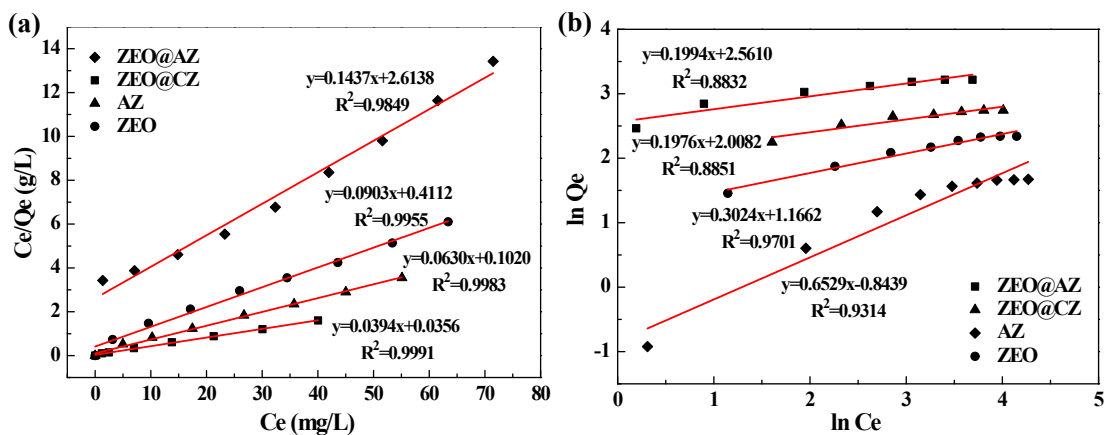 (a)
14
12
10
8
6
4
2
0
Ce/Qe (g/L)
ZEO@AZ
ZEO@CZ
AZ
ZEO
y=0.1437x+2.6138
R²=0.9849
y=0.0903x+0.4112
R²=0.9955
y=0.0630x+0.1020
R²=0.9983
y=0.0394x+0.0356
R²=0.9991
0 10 20 30 40 50 60 70 80
Ce (mg/L)
(b)
4
3
2
1
0
-1
ln Qe
y=0.1994x+2.5610
R²=0.8832
y=0.1976x+2.0082
R²=0.8851
y=0.3024x+1.1662
R²=0.9701
y=0.6529x-0.8439
R²=0.9314
ZEO@AZ
ZEO@CZ
AZ
ZEO
1 2 3 4 5
ln Ce